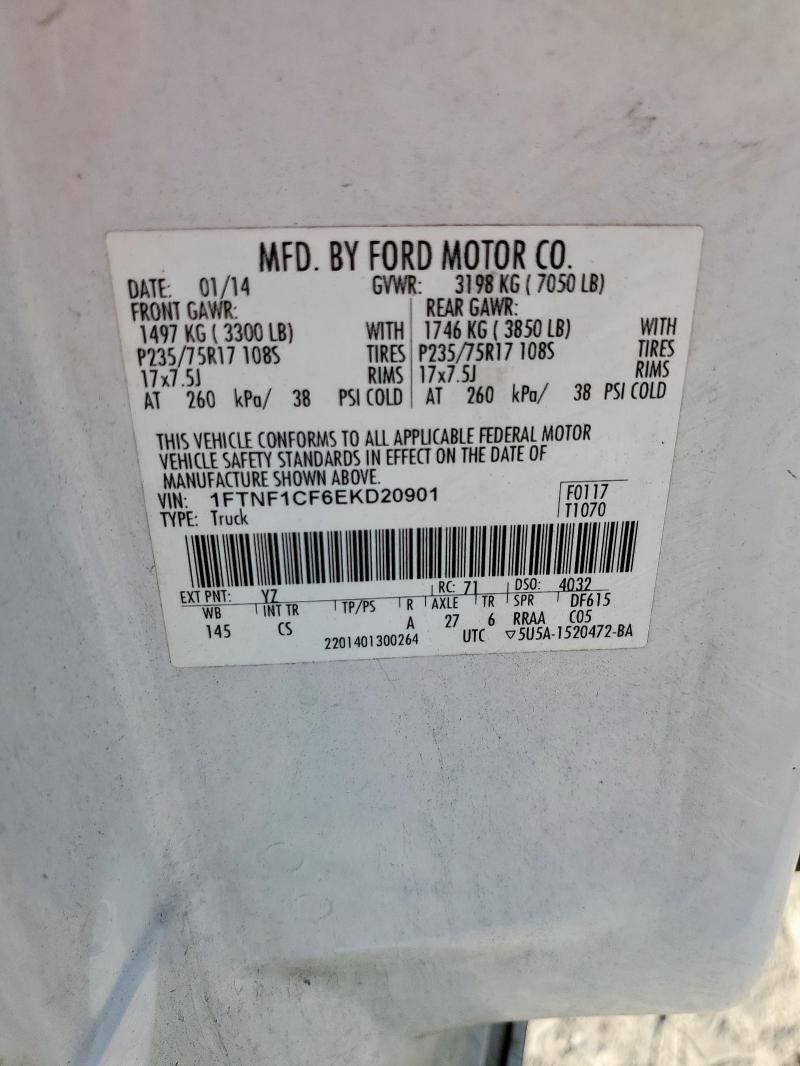 MFD. BY FORD MOTOR CO.
DATE: 01/14 GVWR: 3198 KG ( 7050 LB)
FRONT GAWR: REAR GAWR:
1497 KG ( 3300 LB) WITH 1746 KG ( 3850 LB) WITH
P235/75R17 108S TIRES P235/75R17 108S TIRES
17x7.5J RIMS 17x7.5J RIMS
AT 260 kPa/ 38 PSI COLD AT 260 kPa/ 38 PSI COLD
THIS VEHICLE CONFORMS TO ALL APPLICABLE FEDERAL MOTOR
VEHICLE SAFETY STANDARDS IN EFFECT ON THE DATE OF
MANUFACTURE SHOWN ABOVE.
VIN: 1FTNF1CF6EKD20901 F0117
TYPE: Truck T1070
EXT PNT: YZ RC: 71 DSO: 4032
WB INT TR TP/PS R AXLE TR SPR DF615
145 CS A 27 6 RRAA C05
2201401300264 UTC ▽5U5A-1520472-BA